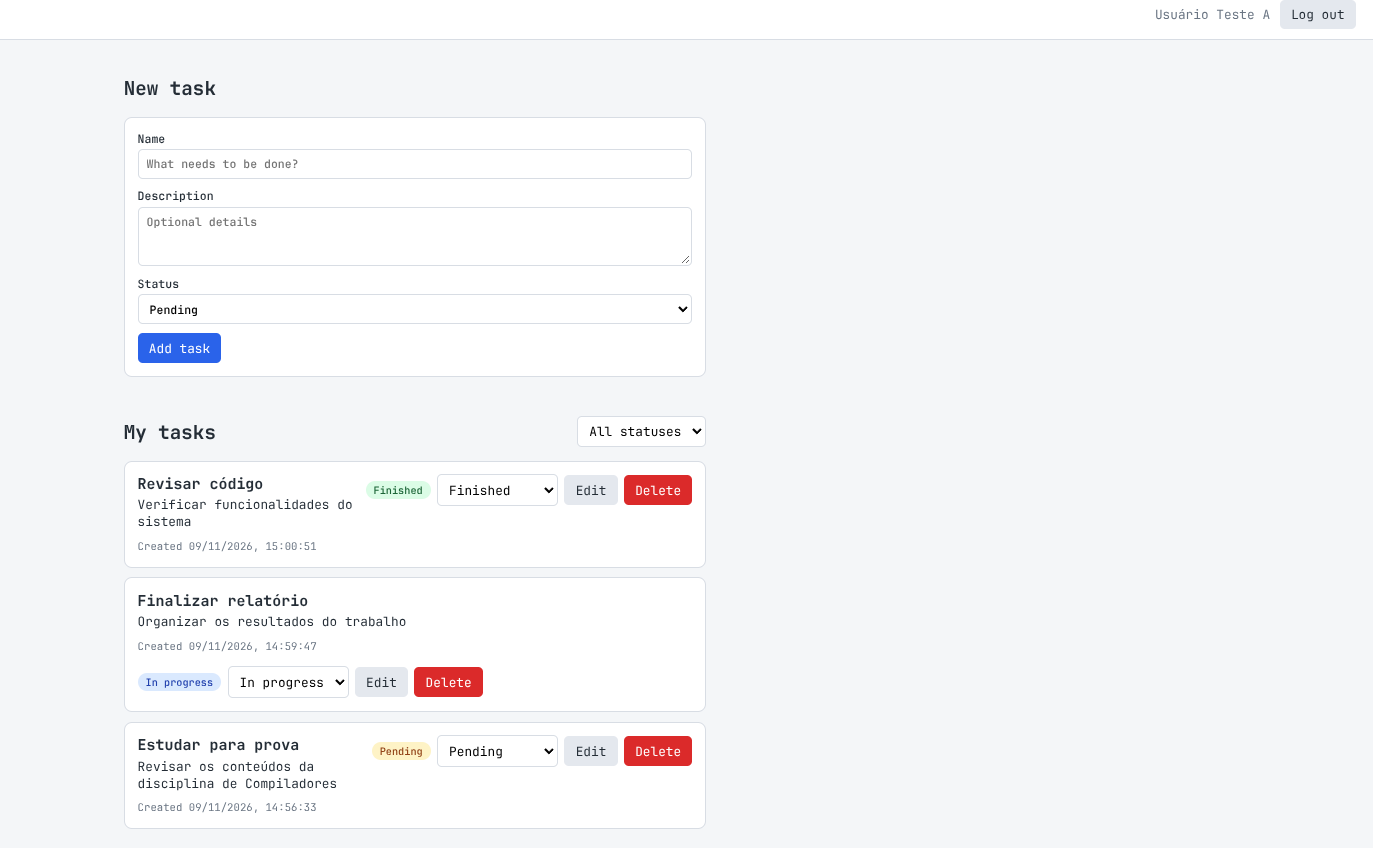 Usuário Teste A Log out
New task
Name
What needs to be done?
Description
Optional details
Status
Pending
Add task
My tasks All statuses
Revisar código Finished Finished Edit Delete
Verificar funcionalidades do
sistema
Created 09/11/2026, 15:00:51
Finalizar relatório
Organizar os resultados do trabalho
Created 09/11/2026, 14:59:47
In progress In progress Edit Delete
Estudar para prova Pending Pending Edit Delete
Revisar os conteúdos da
disciplina de Compiladores
Created 09/11/2026, 14:56:33